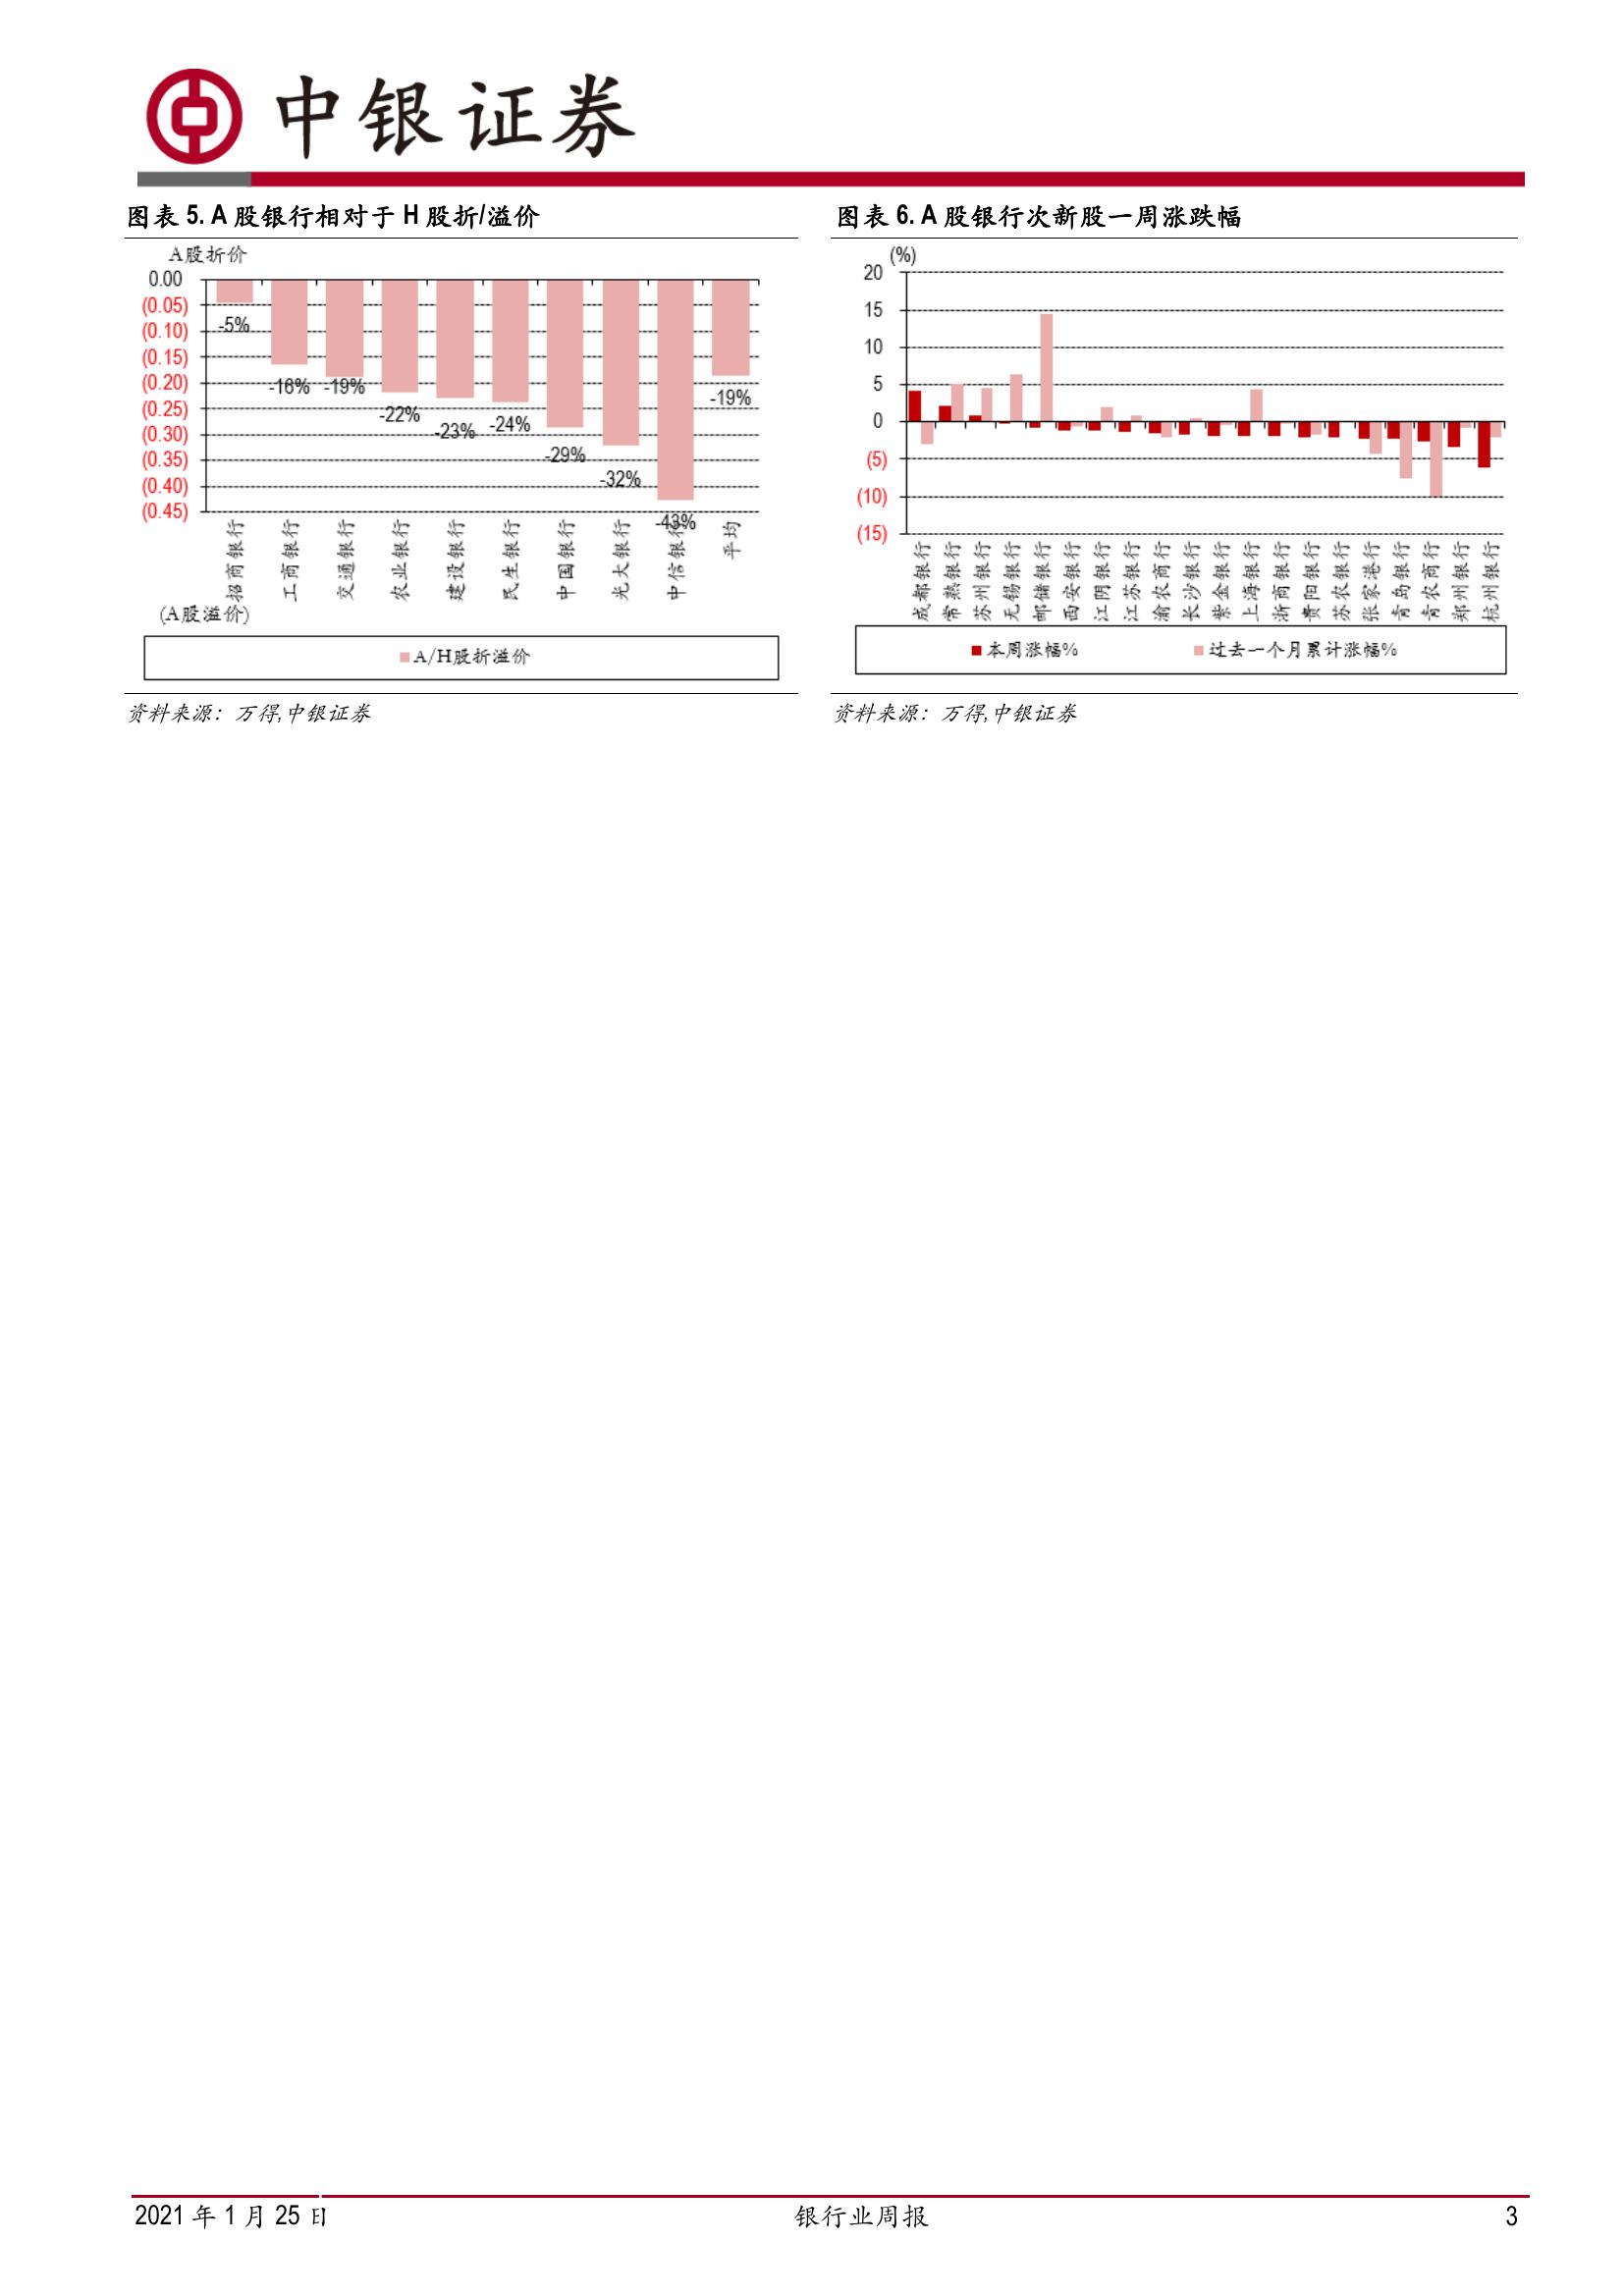 中银证券
图表 5. A 股银行相对于 H 股折/溢价
A股折价
0.00
(0.05)
(0.10)
(0.15)
(0.20)
(0.25)
(0.30)
(0.35)
(0.40)
(0.45)
-5%
-16%
-19%
-22%
-23%
-24%
-29%
-32%
-43%
-19%
招商银行
工商银行
交通银行
农业银行
建设银行
民生银行
中国银行
光大银行
中信银行
平均
(A股溢价)
A/H股折溢价
资料来源：万得,中银证券
图表 6. A 股银行次新股一周涨跌幅
(%)
20
15
10
5
0
(5)
(10)
(15)
成都银行
常熟银行
苏州银行
无锡银行
邮储银行
西安银行
江阴银行
江苏银行
渝农商行
长沙银行
紫金银行
上海银行
浙商银行
贵阳银行
苏农银行
张家港行
青岛银行
青农商行
郑州银行
杭州银行
本周涨幅%
过去一个月累计涨幅%
资料来源：万得,中银证券
2021 年 1 月 25 日
银行业周报
3